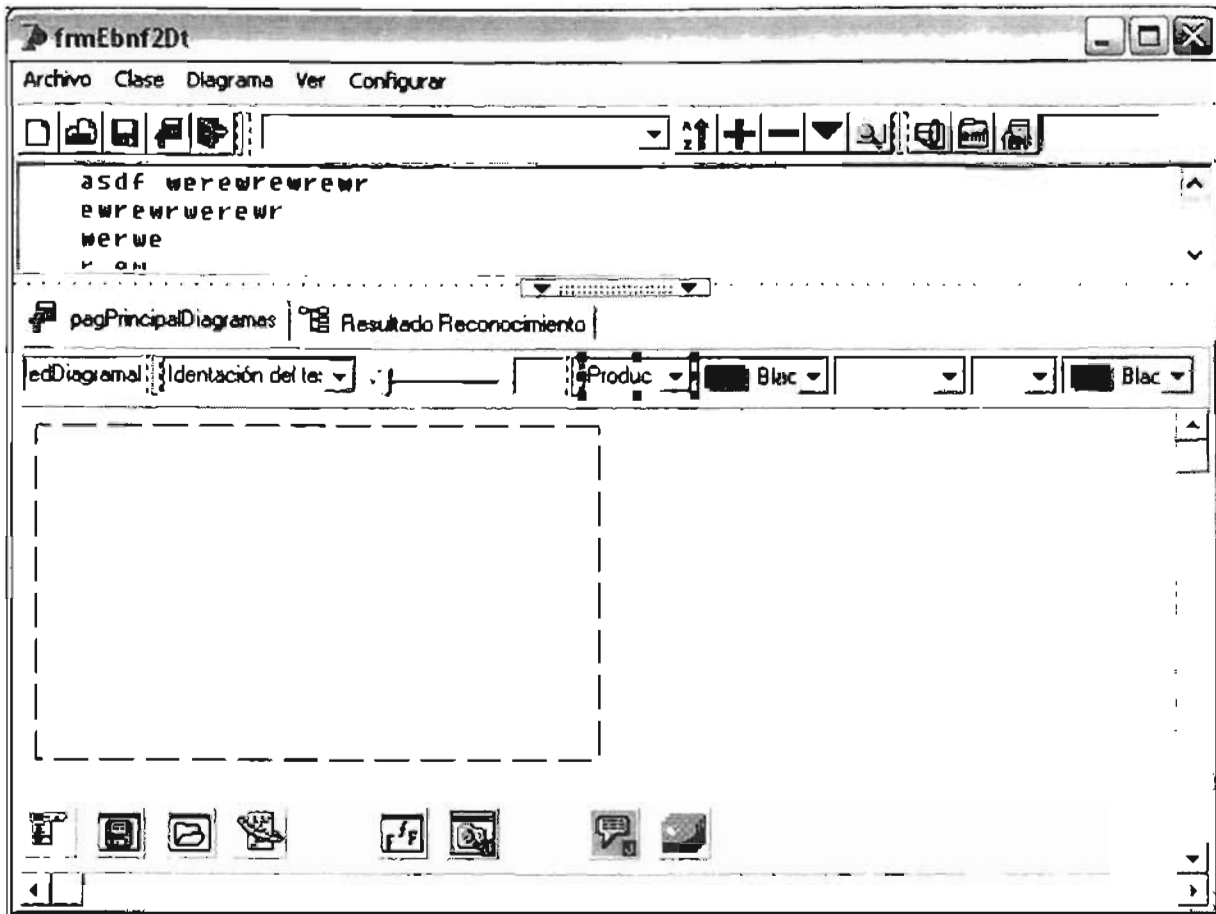 frmEbnf2Dt
Archivo Clase Diagrama Ver Configurar
asdf werewrewrewr
ewrewrwerewr
werwe
pagPrincipalDiagramas Resultado Reconocimiento
edDiagramaI Identación del te: Produc Blac Blac